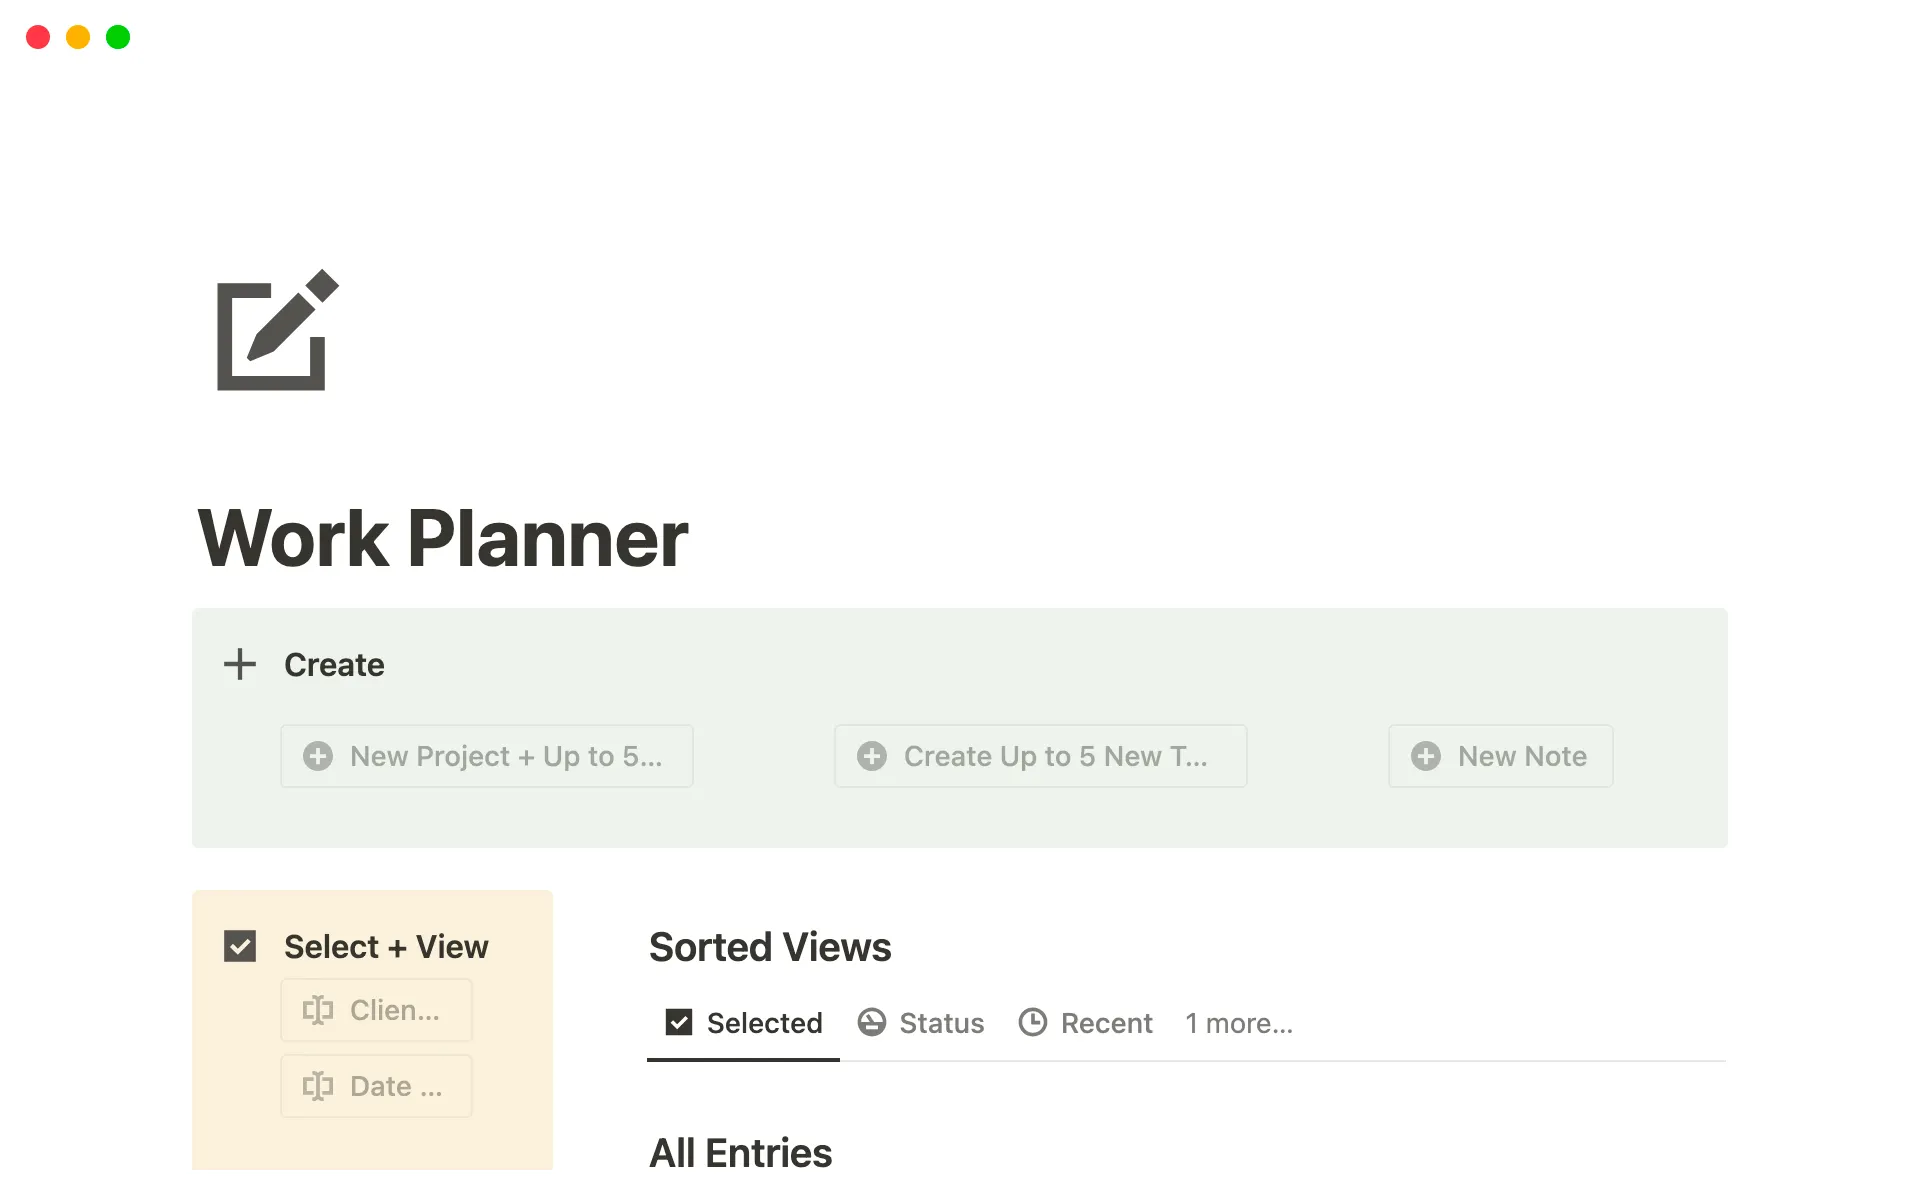 Work Planner
Create
New Project + Up to 5...
Create Up to 5 New T...
New Note
Select + View
Clien...
Date ...
Sorted Views
Selected
Status
Recent
1 more...
All Entries